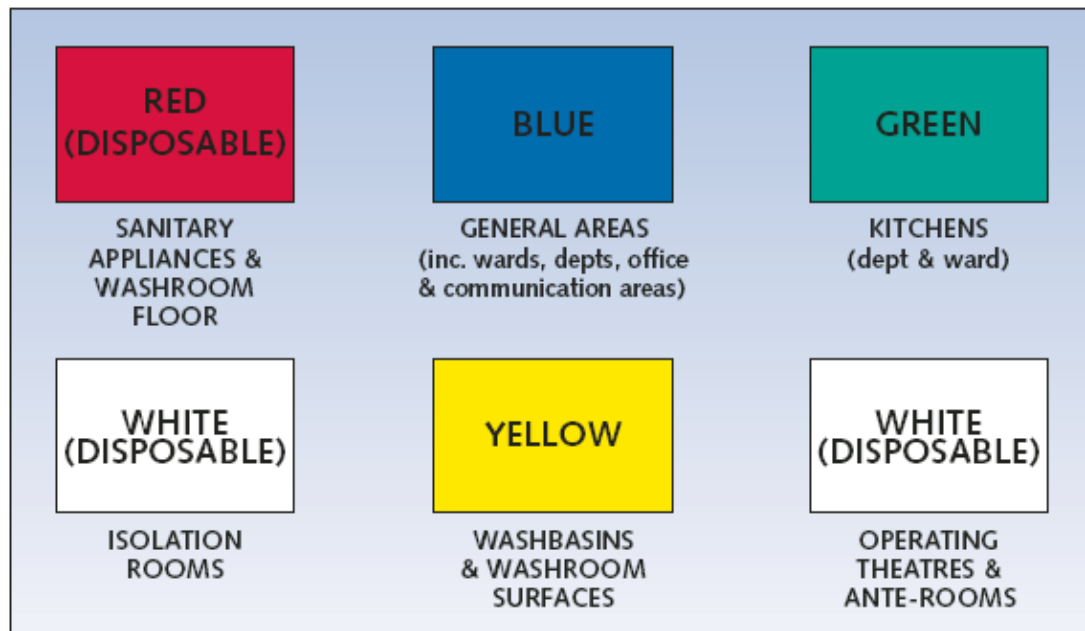 RED
(DISPOSABLE)
BLUE
GREEN
SANITARY
APPLIANCES &
WASHROOM
FLOOR
GENERAL AREAS
(inc. wards, depts, office
& communication areas)
KITCHENS
(dept & ward)
WHITE
(DISPOSABLE)
YELLOW
WHITE
(DISPOSABLE)
ISOLATION
ROOMS
WASHBASINS
& WASHROOM
SURFACES
OPERATING
THEATRES &
ANTE-ROOMS